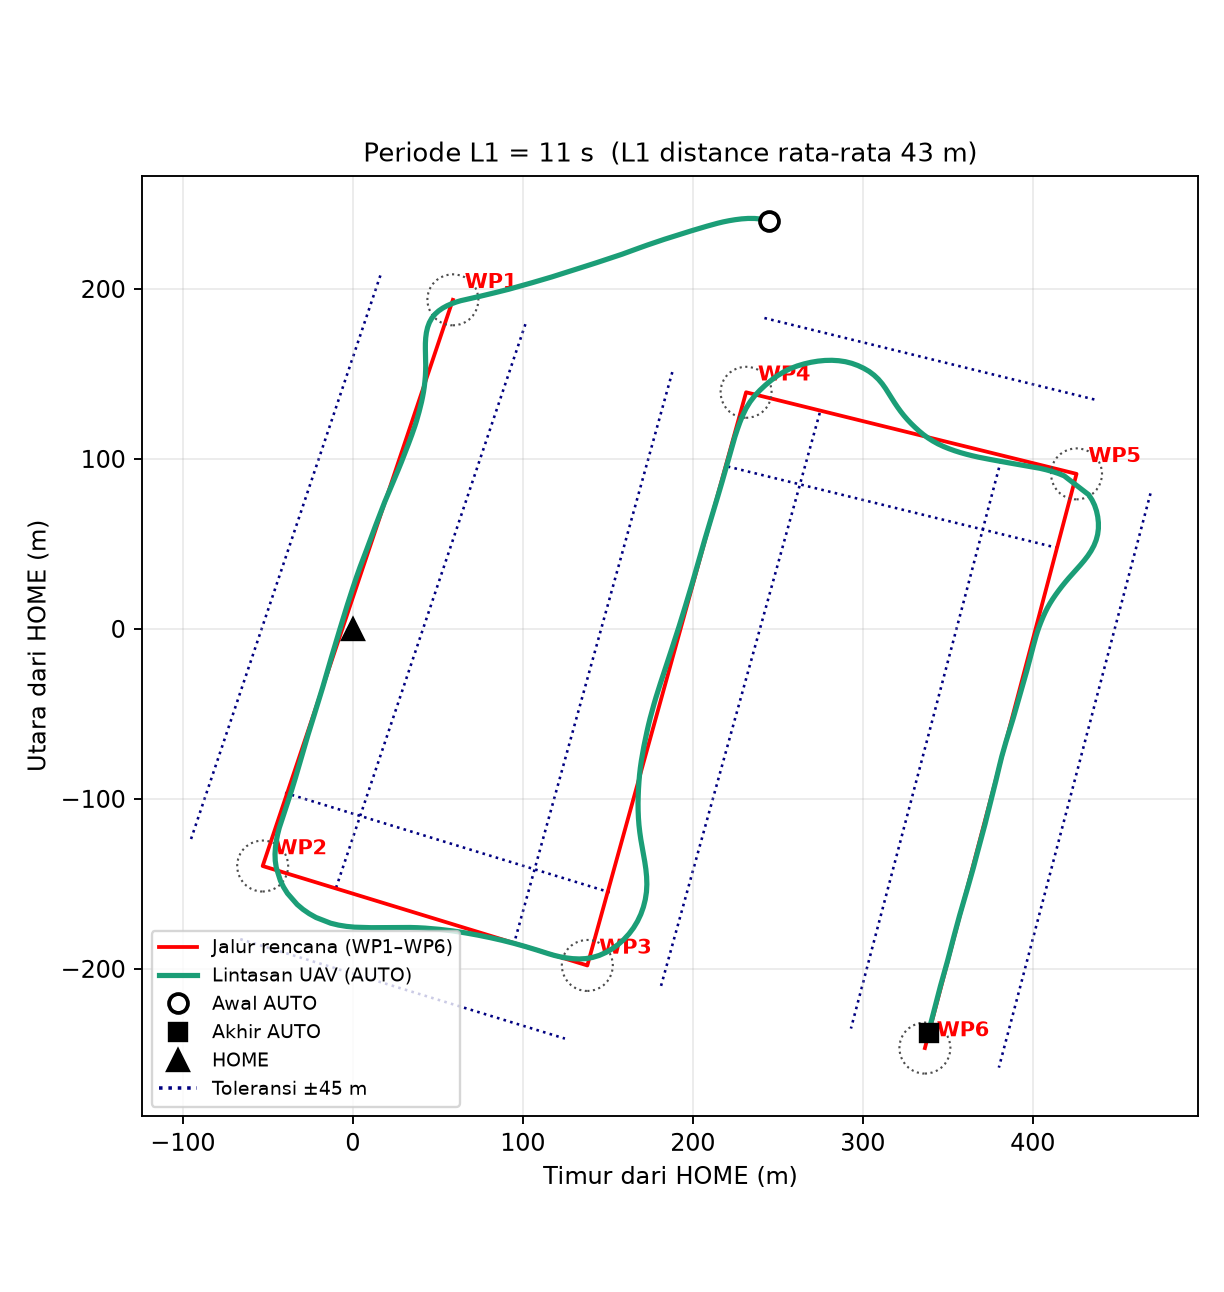 Periode L1 = 11 s  (L1 distance rata-rata 43 m)
Utara dari HOME (m)
200
100
0
−100
−200
WP1
WP4
WP5
WP2
WP3
WP6
Jalur rencana (WP1–WP6)
Lintasan UAV (AUTO)
Awal AUTO
Akhir AUTO
HOME
Toleransi ±45 m
−100
0
100
200
300
400
Timur dari HOME (m)